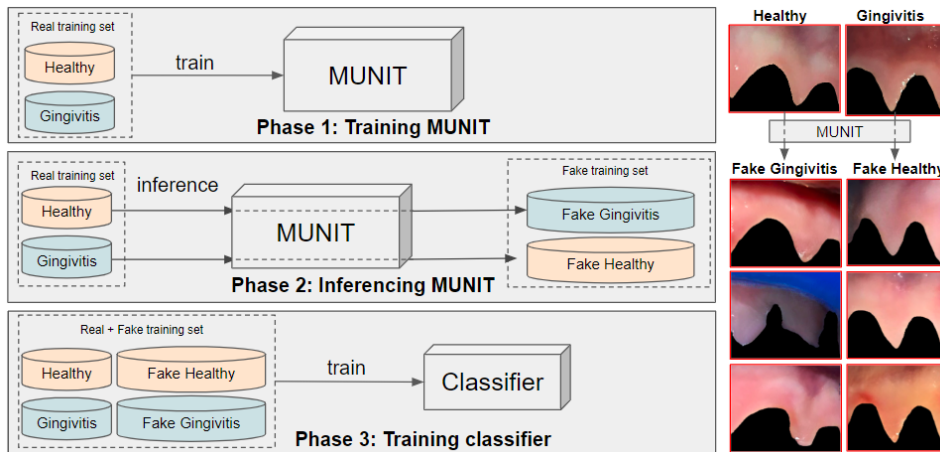 Real training set
Healthy
Gingivitis
train
MUNIT
Phase 1: Training MUNIT
Real training set
Healthy
Gingivitis
inference
MUNIT
Fake training set
Fake Gingivitis
Fake Healthy
Phase 2: Inferencing MUNIT
Real + Fake training set
Healthy
Fake Healthy
Gingivitis
Fake Gingivitis
train
Classifier
Phase 3: Training classifier
Healthy
Gingivitis
MUNIT
Fake Gingivitis
Fake Healthy